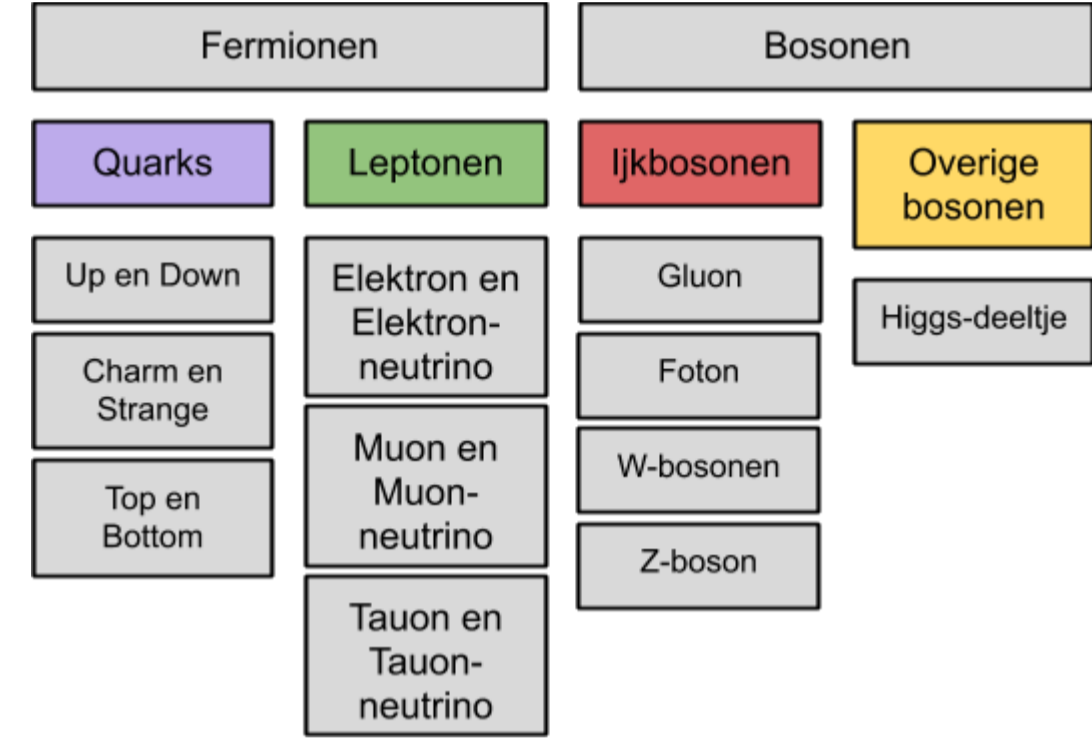 Fermionen
Bosonen
Quarks
Leptonen
Ijkbosonen
Overige
bosonen
Up en Down
Charm en
Strange
Top en
Bottom
Elektron en
Elektron-
neutrino
Muon en
Muon-
neutrino
Tauon en
Tauon-
neutrino
Gluon
Foton
W-bosonen
Z-boson
Higgs-deeltje